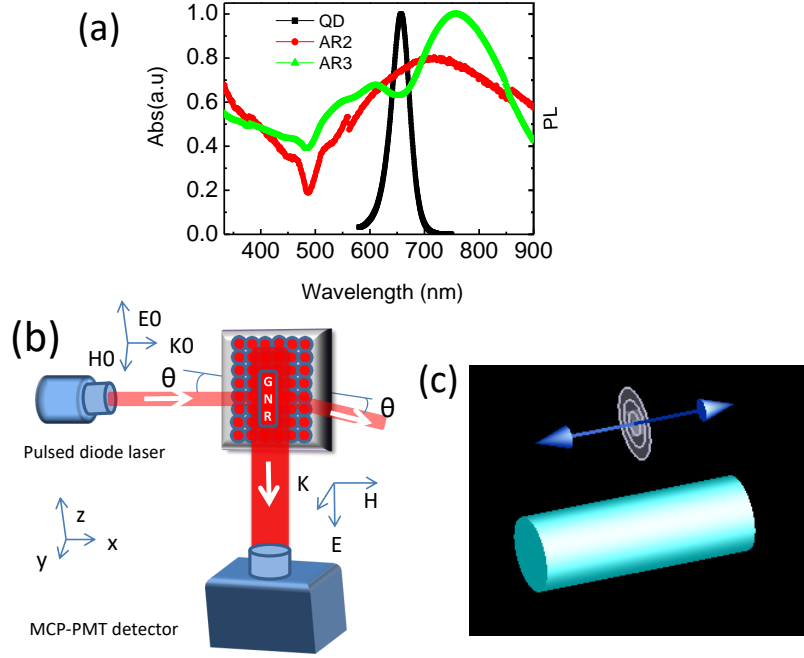 (a)
QD
AR2
AR3
Abs(a.u)
1.0
0.8
0.6
0.4
0.2
0.0
PL
400 500 600 700 800 900
Wavelength (nm)
(b)
E0
H0
K0
θ
θ
G
N
R
Pulsed diode laser
K
H
E
z
y
x
MCP-PMT detector
(c)